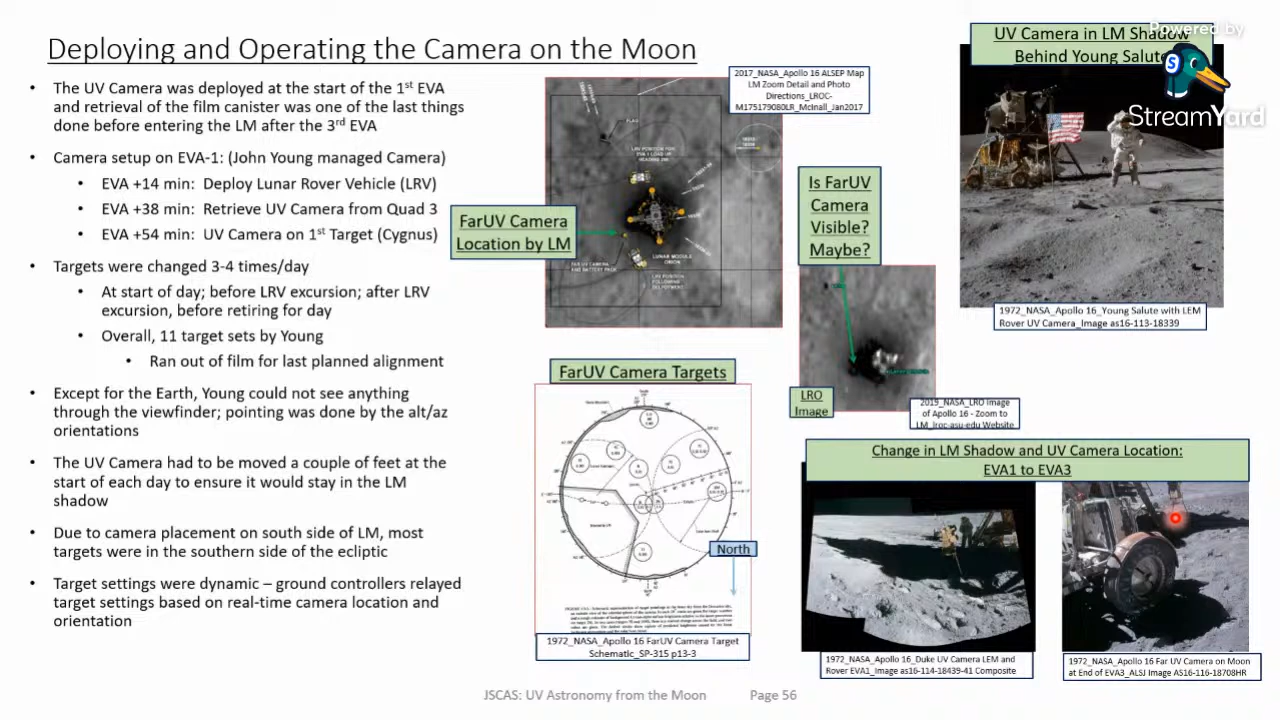 Deploying and Operating the Camera on the Moon
• The UV Camera was deployed at the start of the 1st EVA
and retrieval of the film canister was one of the last things
done before entering the LM after the 3rd EVA
• Camera setup on EVA-1: (John Young managed Camera)
• EVA +14 min: Deploy Lunar Rover Vehicle (LRV)
• EVA +38 min: Retrieve UV Camera from Quad 3
• EVA +54 min: UV Camera on 1st Target (Cygnus)
• Targets were changed 3-4 times/day
• At start of day; before LRV excursion; after LRV
excursion, before retiring for day
• Overall, 11 target sets by Young
• Ran out of film for last planned alignment
• Except for the Earth, Young could not see anything
through the viewfinder; pointing was done by the alt/az
orientations
• The UV Camera had to be moved a couple of feet at the
start of each day to ensure it would stay in the LM
shadow
• Due to camera placement on south side of LM, most
targets were in the southern side of the ecliptic
• Target settings were dynamic – ground controllers relayed
target settings based on real-time camera location and
orientation
2017_NASA_Apollo 16 ALSEP Map
LM Zoom Detail and Photo
Directions_LROC-
M175179080LR_McInall_Jan2017
FarUV Camera
Location by LM
FLAG
LUNAR MODULE
ORION
FAR UV CAMERA
AND BATTERY PACK
FarUV Camera Targets
North
1972_NASA_Apollo 16 FarUV Camera Target
Schematic_SP-315 p13-3
Is FarUV
Camera
Visible?
Maybe?
LRO
Image
2019_NASA_LRO Image
of Apollo 16 - Zoom to
LM_lroc-asu-edu Website
UV Camera in LM Shadow
Behind Young Salute
Powered by
StreamYard
1972_NASA_Apollo 16_Young Salute with LEM
Rover UV Camera_Image as16-113-18339
Change in LM Shadow and UV Camera Location:
EVA1 to EVA3
1972_NASA_Apollo 16_Duke UV Camera LEM and
Rover EVA1_Image as16-114-18439-41 Composite
1972_NASA_Apollo 16 Far UV Camera on Moon
at End of EVA3_ALSJ Image AS16-116-18708HR
JSCAS: UV Astronomy from the Moon
Page 56